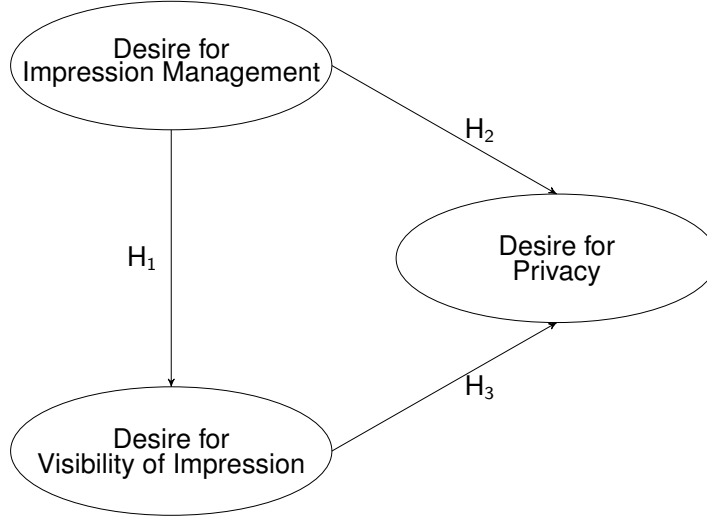 Desire for
Impression Management
H₂
Desire for
Privacy
H₁
H₃
Desire for
Visibility of Impression